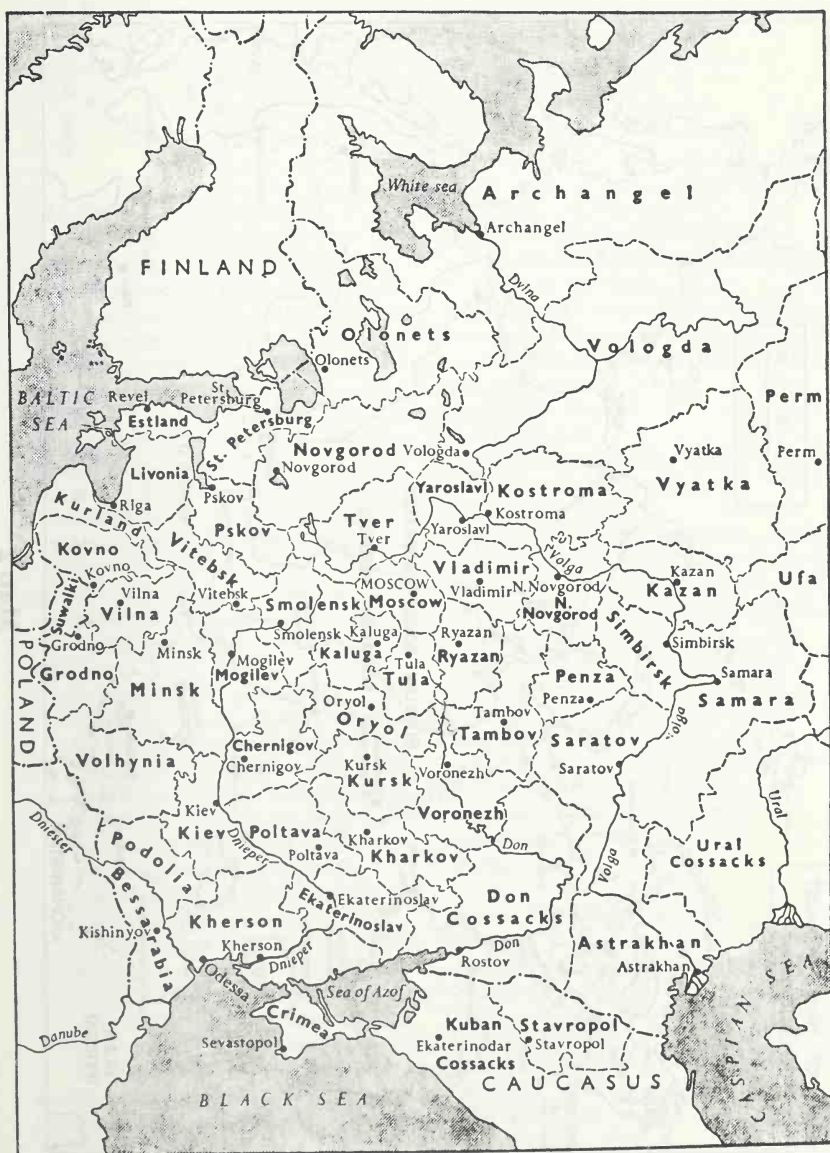 White sea
Archangel
Archangel
FINLAND
Dvina
Olonets
Olonets
Vologda
BALTIC
SEA
Revel
St.
Petersburg
Estland
St. Petersburg
Perm
Novgorod
Novgorod
Vologda
Vyatka
Vyatka
Perm
Livonia
Pskov
Yaroslavl
Kostroma
Kostroma
Riga
Kurland
Pskov
Tver
Tver
Yaroslavl
Kovno
Kovno
Vitebsk
Vitebsk
Vladimir
Vladimir
Volga
MOSCOW
Moscow
N. Novgorod
N.
Novgorod
Kazan
Kazan
Ufa
Suwalki
Vilna
Vilna
Smolensk
Smolensk
Simbirsk
Simbirsk
Grodno
Grodno
POLAND
Minsk
Minsk
Mogilev
Mogilev
Kaluga
Kaluga
Tula
Tula
Ryazan
Ryazan
Penza
Penza
Samara
Samara
Oryol
Oryol
Tambov
Tambov
Saratov
Saratov
Volga
Volhynia
Chernigov
Chernigov
Kursk
Kursk
Voronezh
Voronezh
Ural
Kiev
Kiev
Dnieper
Poltava
Poltava
Kharkov
Kharkov
Don
Ural
Cossacks
Volga
Dniester
Podolia
Bessarabia
Kishinyov
Kherson
Kherson
Ekaterinoslav
Ekaterinoslav
Don
Cossacks
Dnieper
Don
Rostov
Astrakhan
Astrakhan
Odessa
Sea of Azof
Crimea
Sevastopol
Danube
Kuban
Ekaterinodar
Cossacks
Stavropol
Stavropol
CAUCASUS
BLACK SEA
CASPIAN SEA